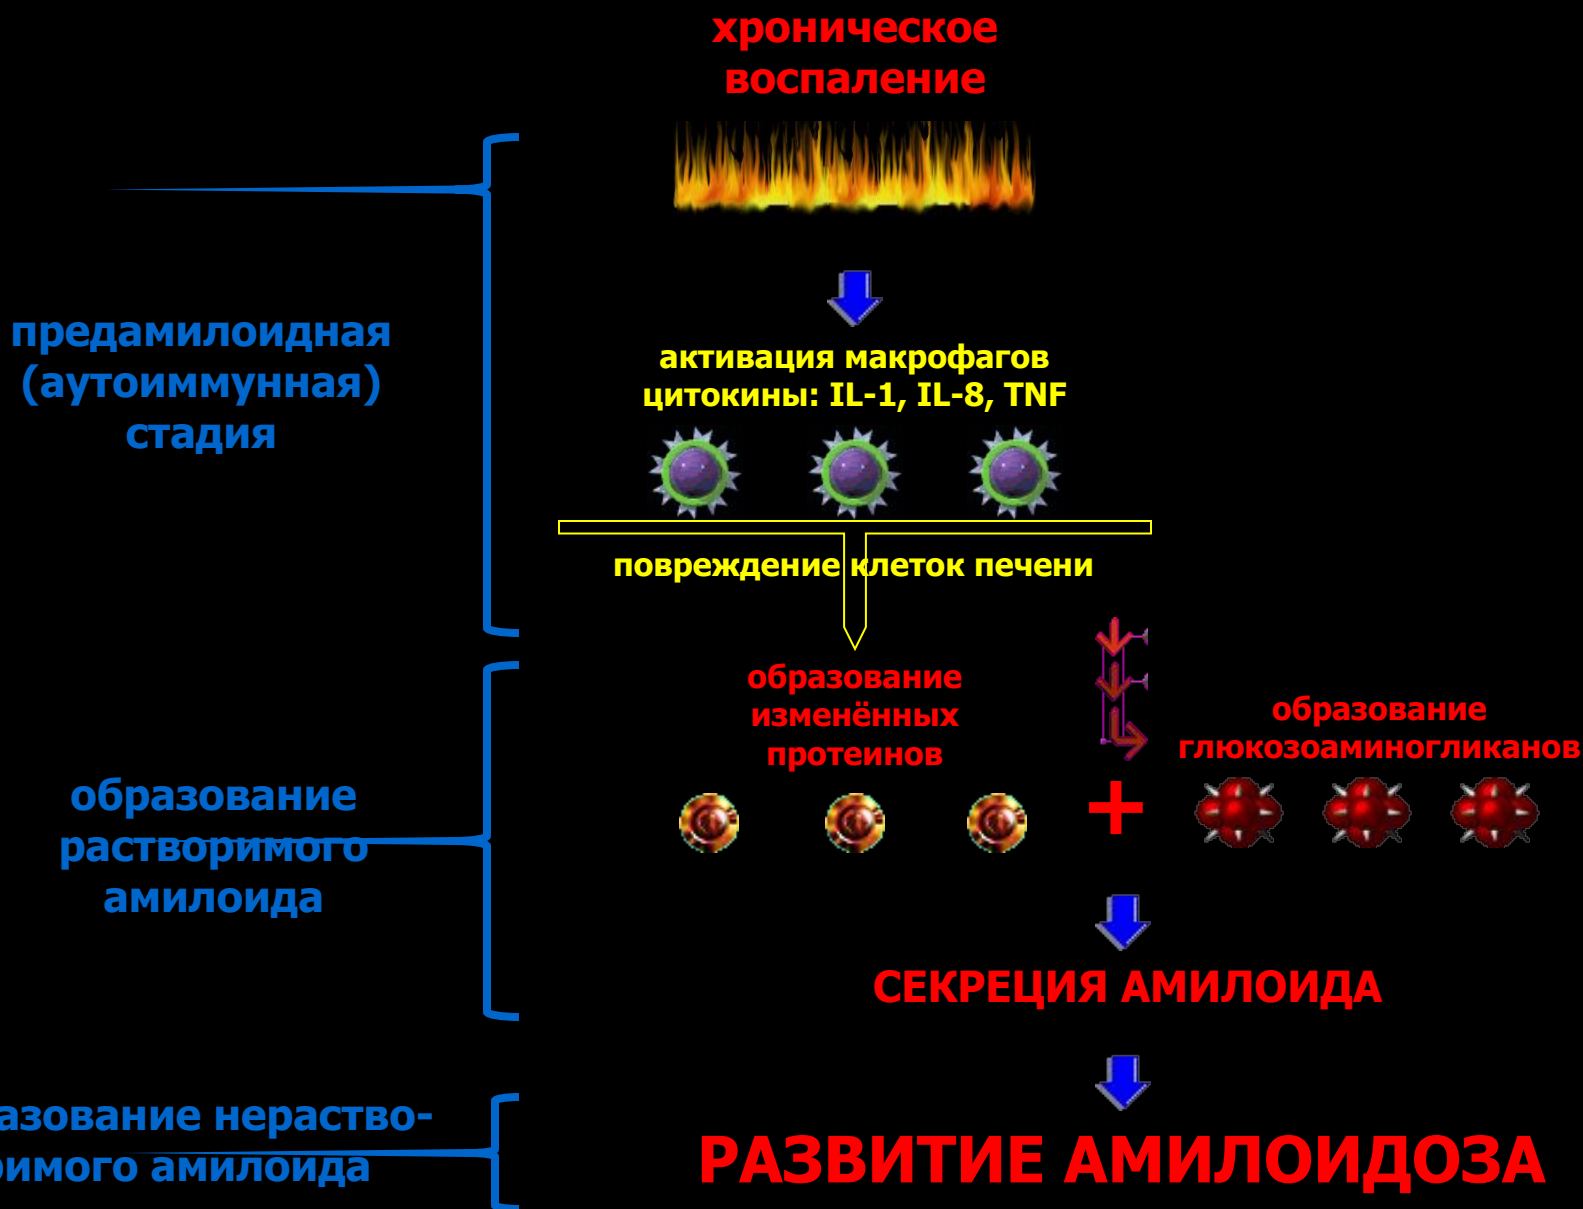 хроническое
воспаление
предамилоидная
(аутоиммунная)
стадия
активация макрофагов
цитокины: IL-1, IL-8, TNF
повреждение клеток печени
образование
изменённых
протеинов
образование
глюкозоаминогликанов
+
образование
растворимого
амилоида
СЕКРЕЦИЯ АМИЛОИДА
азование нераство-
римого амилоида
РАЗВИТИЕ АМИЛОИДОЗА